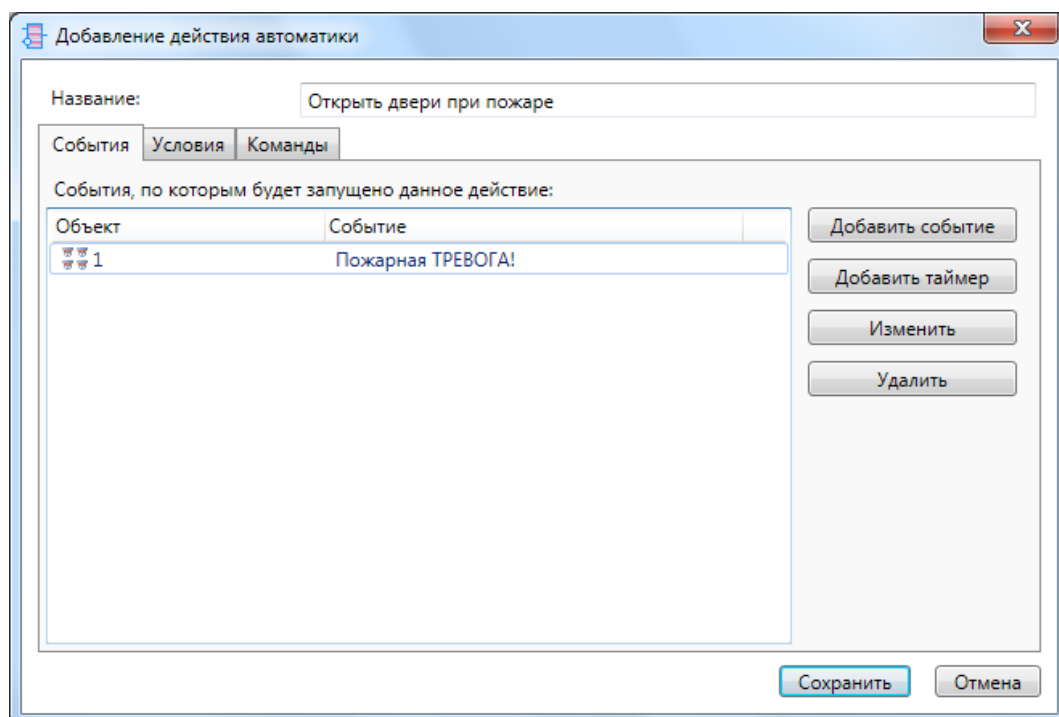 Добавление действия автоматики
Название: Открыть двери при пожаре
События Условия Команды
События, по которым будет запущено данное действие:
Объект Событие Добавить событие
1 Пожарная ТРЕВОГА!
Добавить таймер
Изменить
Удалить
Сохранить Отмена